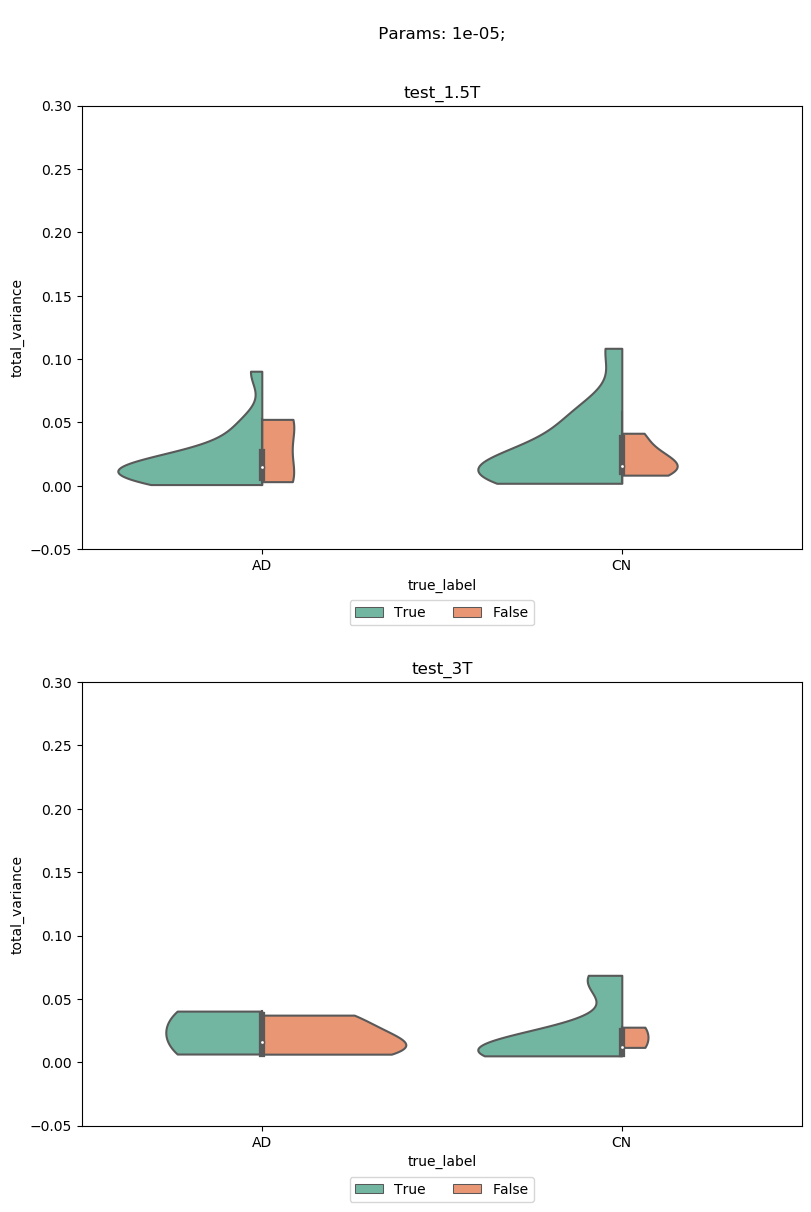 Params: 1e-05;
test_1.5T
0.30
0.25
0.20
0.15
0.10
0.05
0.00
−0.05
total_variance
AD CN
true_label
True False
test_3T
0.30
0.25
0.20
0.15
0.10
0.05
0.00
−0.05
total_variance
AD CN
true_label
True False